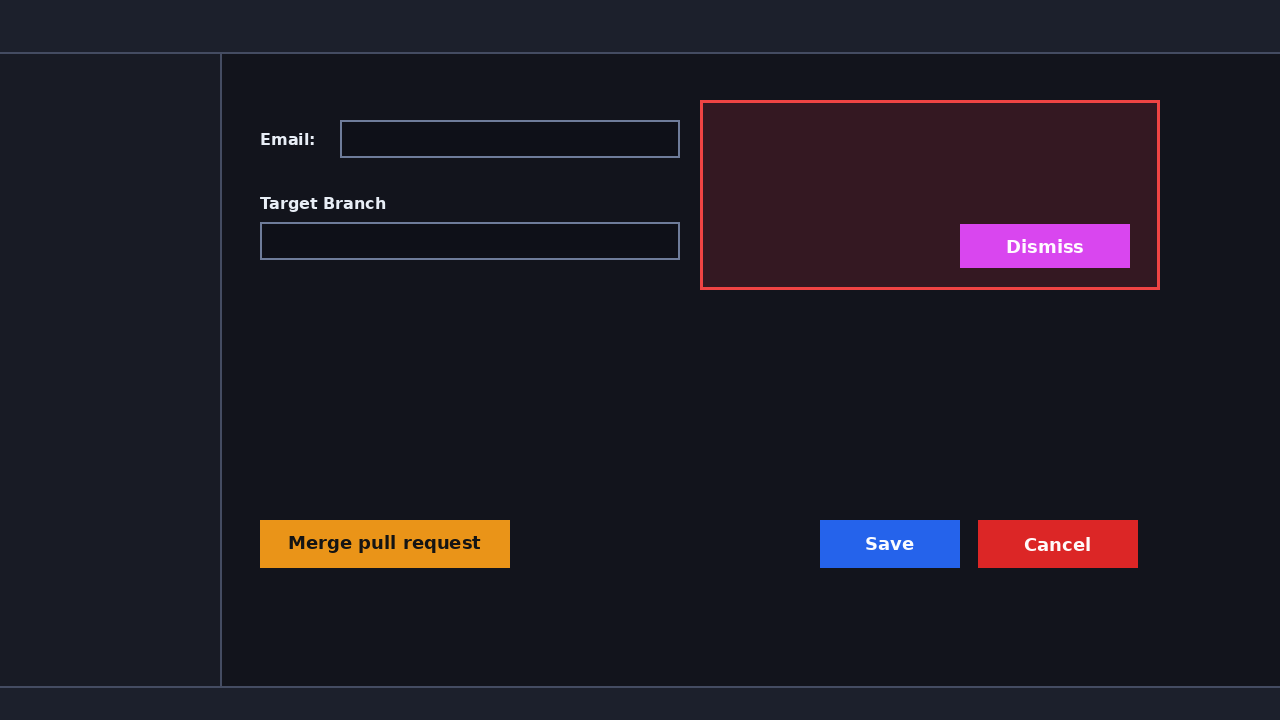 Email:
Target Branch
Dismiss
Merge pull request
Save
Cancel